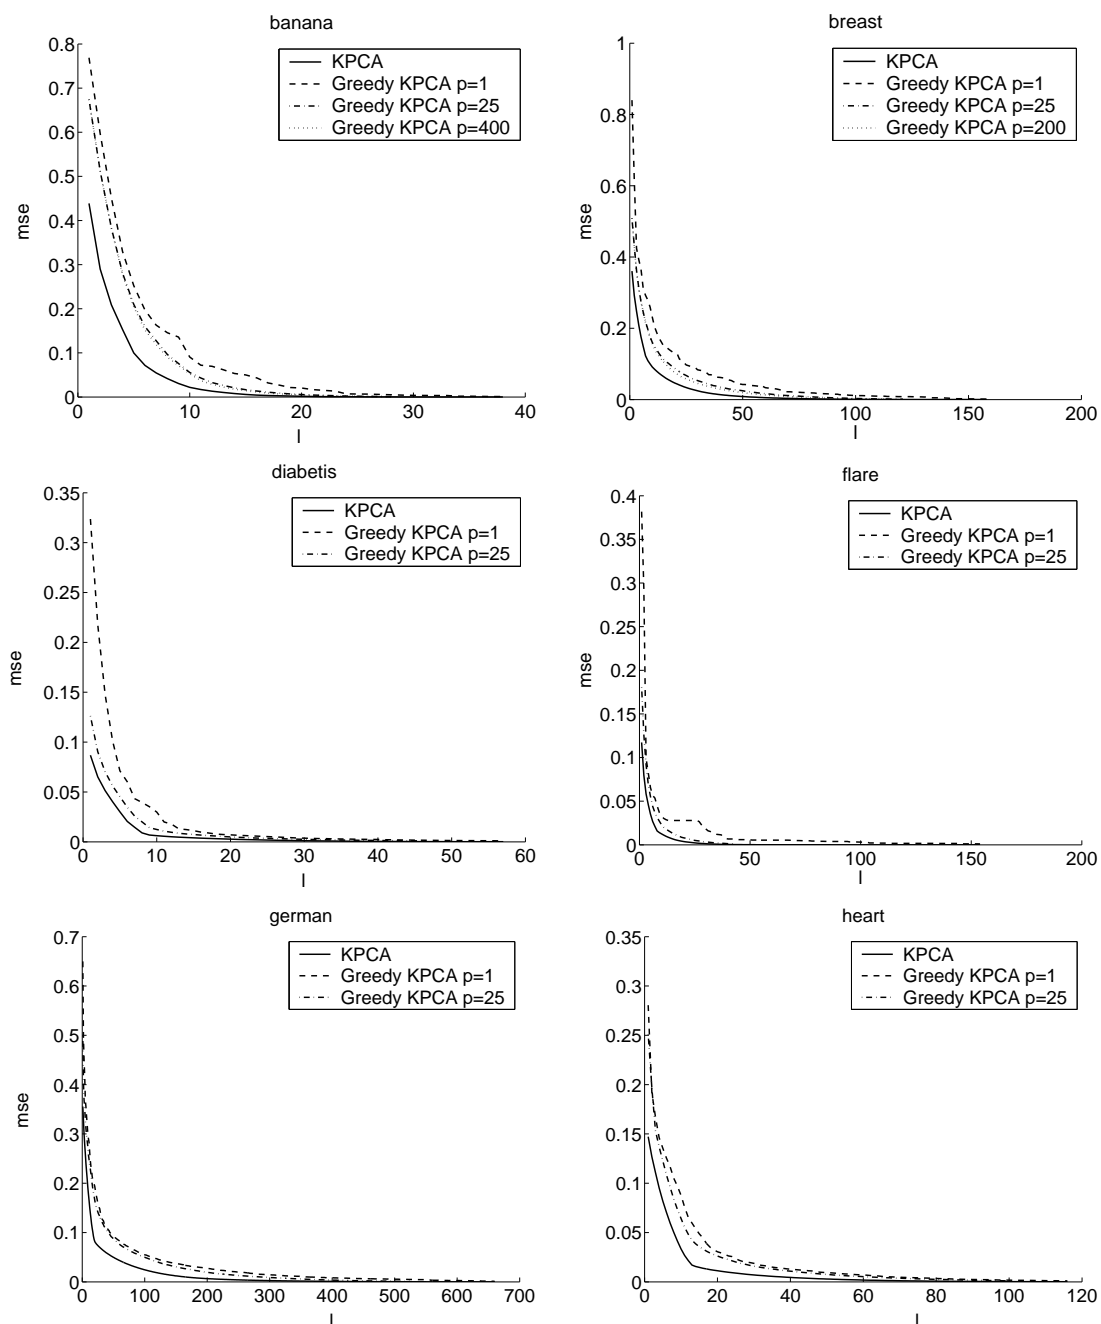 banana
0.8
0.7
0.6
0.5
0.4
0.3
0.2
0.1
0
mse
KPCA
Greedy KPCA p=1
Greedy KPCA p=25
Greedy KPCA p=400
0 10 20 30 40
l
breast
1
0.8
0.6
0.4
0.2
0
mse
KPCA
Greedy KPCA p=1
Greedy KPCA p=25
Greedy KPCA p=200
0 50 100 150 200
l
diabetis
0.35
0.3
0.25
0.2
0.15
0.1
0.05
0
mse
KPCA
Greedy KPCA p=1
Greedy KPCA p=25
0 10 20 30 40 50 60
l
flare
0.4
0.35
0.3
0.25
0.2
0.15
0.1
0.05
0
mse
KPCA
Greedy KPCA p=1
Greedy KPCA p=25
0 50 100 150 200
l
german
0.7
0.6
0.5
0.4
0.3
0.2
0.1
0
mse
KPCA
Greedy KPCA p=1
Greedy KPCA p=25
0 100 200 300 400 500 600 700
l
heart
0.35
0.3
0.25
0.2
0.15
0.1
0.05
0
KPCA
Greedy KPCA p=1
Greedy KPCA p=25
0 20 40 60 80 100 120
l